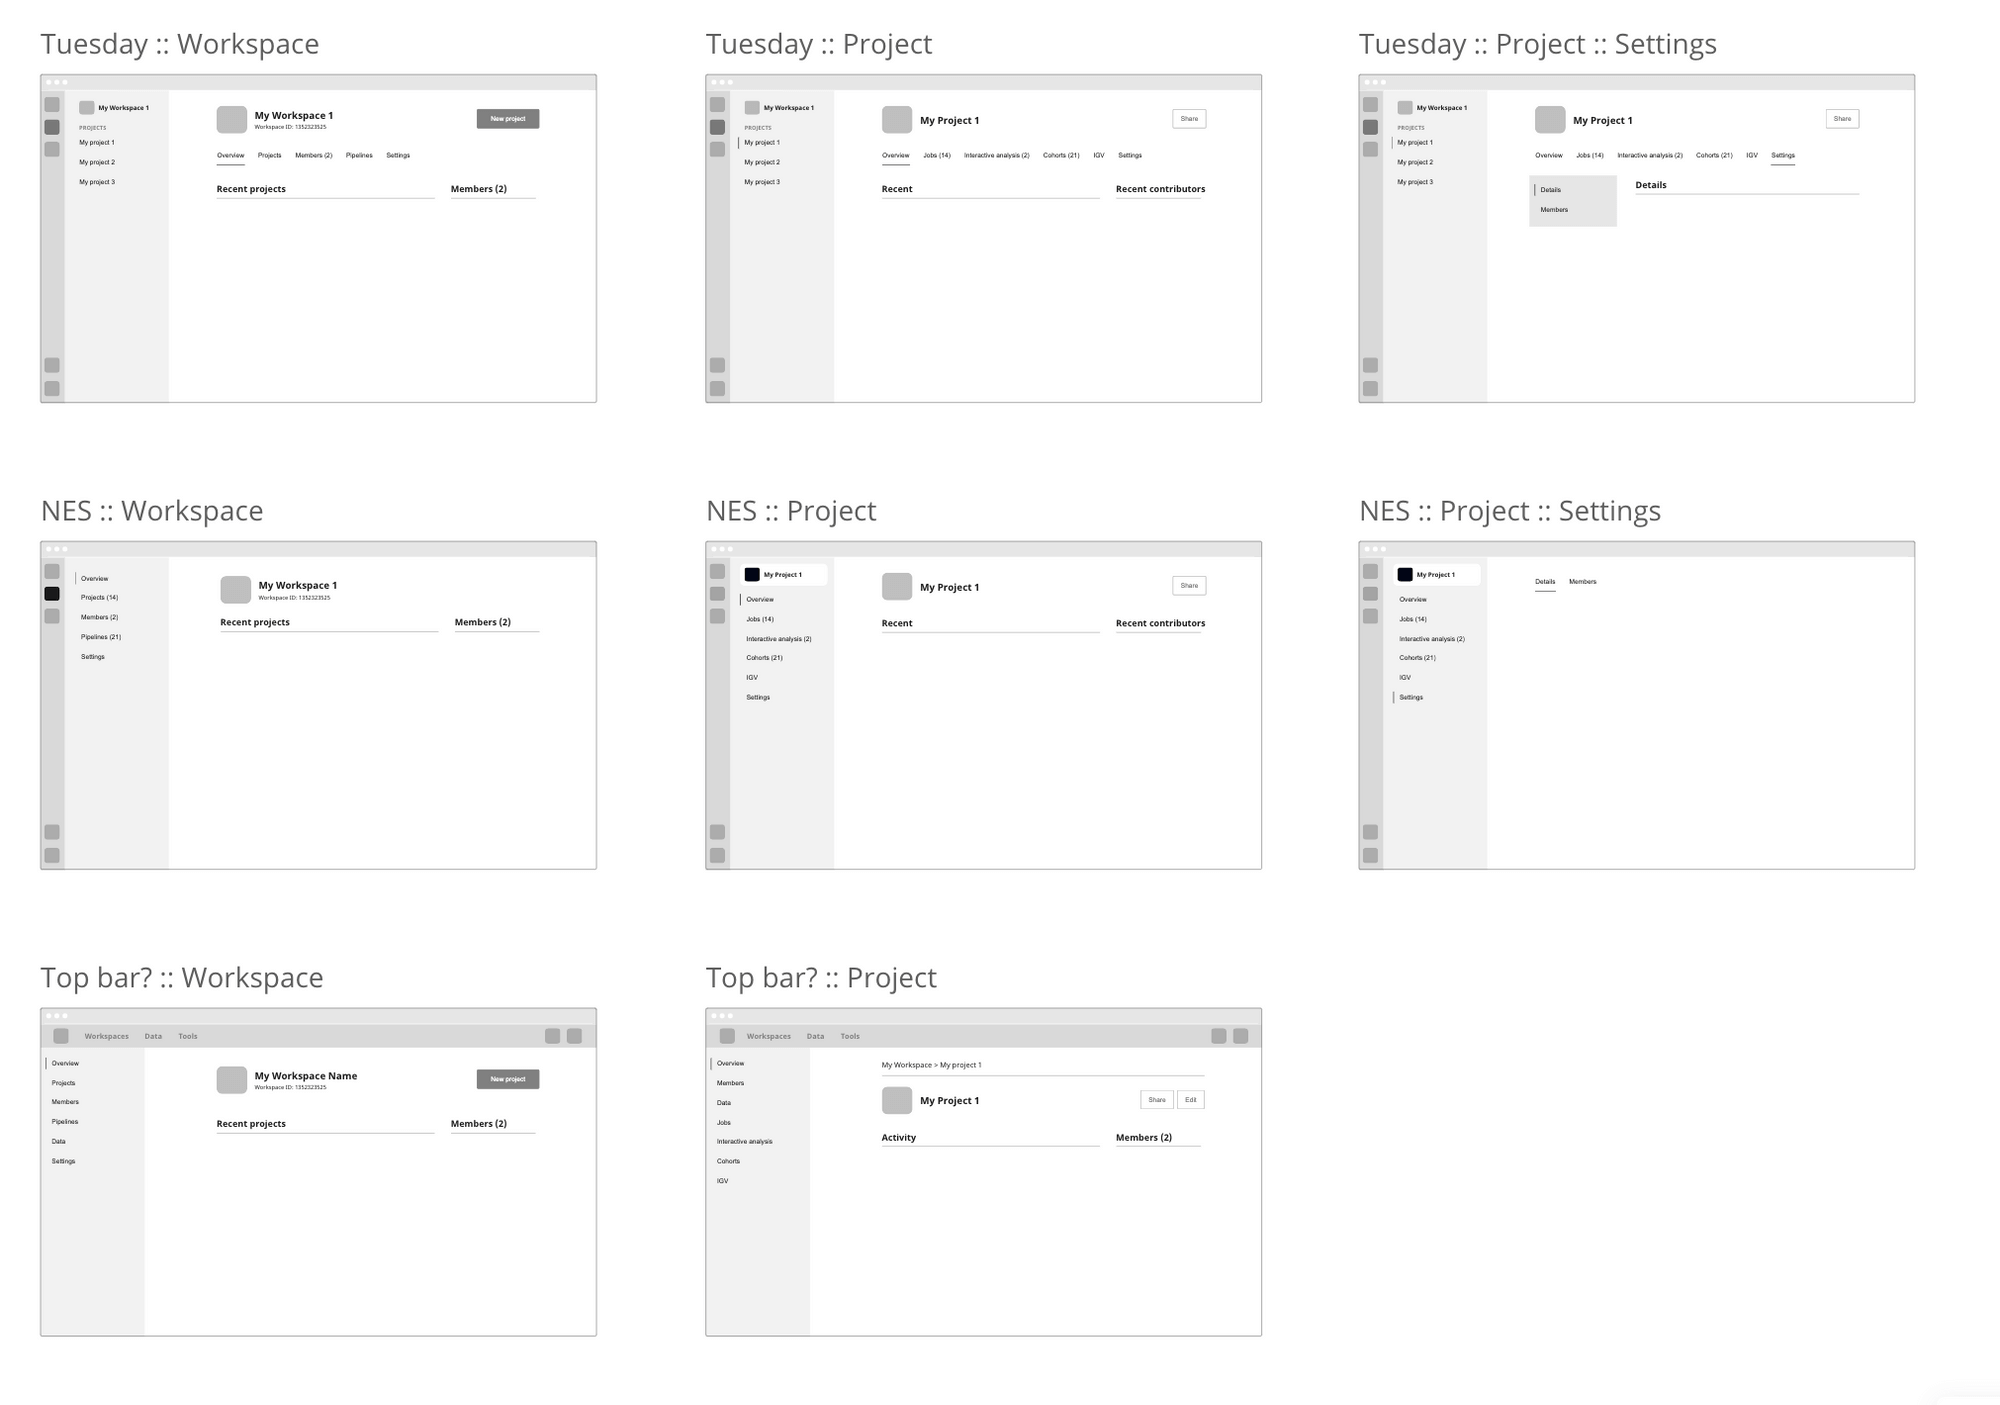 Tuesday :: Workspace
My Workspace 1
PROJECTS
My project 1
My project 2
My project 3
My Workspace 1
Workspace ID: 1352323525
New project
Overview Projects Members (2) Pipelines Settings
Recent projects Members (2)
Tuesday :: Project
My Workspace 1
PROJECTS
My project 1
My project 2
My project 3
My Project 1
Share
Overview Jobs (14) Interactive analysis (2) Cohorts (21) IGV Settings
Recent Recent contributors
Tuesday :: Project :: Settings
My Workspace 1
PROJECTS
My project 1
My project 2
My project 3
My Project 1
Share
Overview Jobs (14) Interactive analysis (2) Cohorts (21) IGV Settings
Details
Members
Details
NES :: Workspace
Overview
Projects (14)
Members (2)
Pipelines (21)
Settings
My Workspace 1
Workspace ID: 1352323525
Recent projects Members (2)
NES :: Project
My Project 1
Overview
Jobs (14)
Interactive analysis (2)
Cohorts (21)
IGV
Settings
My Project 1
Share
Recent Recent contributors
NES :: Project :: Settings
My Project 1
Overview
Jobs (14)
Interactive analysis (2)
Cohorts (21)
IGV
Settings
Details Members
Top bar? :: Workspace
Workspaces Data Tools
Overview
Projects
Members
Pipelines
Data
Settings
My Workspace Name
Workspace ID: 1352323525
New project
Recent projects Members (2)
Top bar? :: Project
Workspaces Data Tools
Overview
Members
Data
Jobs
Interactive analysis
Cohorts
IGV
My Workspace > My project 1
My Project 1
Share Edit
Activity Members (2)